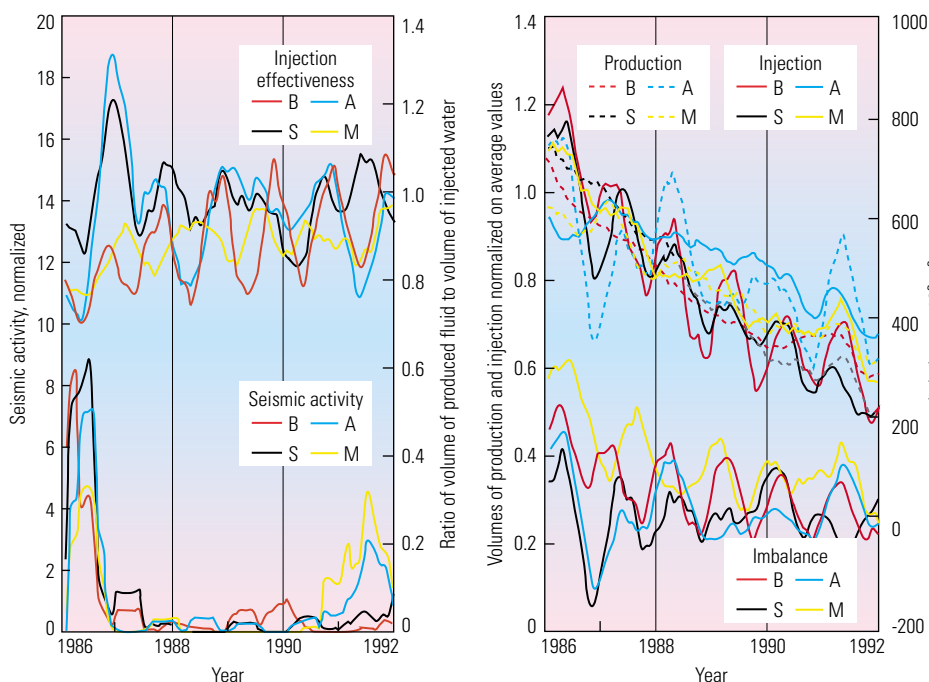 20
18
16
14
12
10
8
6
4
2
0
Seismic activity, normalized
Injection
effectiveness
B A
S M
Seismic activity
B A
S M
1.4
1.2
1.0
0.8
0.6
0.4
0.2
0
Ratio of volume of produced fluid to volume of injected water
1986 1988 1990 1992
Year
1.4
1.2
1.0
0.8
0.6
0.4
0.2
0
Volumes of production and injection normalized on average values
Production
B A
S M
Injection
B A
S M
Imbalance
B A
S M
1000
800
600
400
200
0
-200
1986 1988 1990 1992
Year